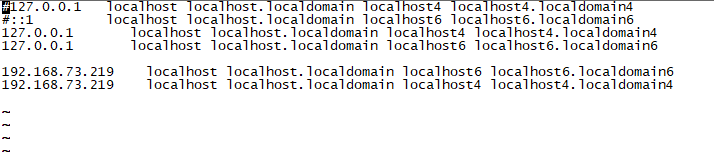 #127.0.0.1   localhost localhost.localdomain localhost4 localhost4.localdomain4
#::1         localhost localhost.localdomain localhost6 localhost6.localdomain6
127.0.0.1       localhost localhost.localdomain localhost4 localhost4.localdomain4
127.0.0.1       localhost localhost.localdomain localhost6 localhost6.localdomain6

192.168.73.219    localhost localhost.localdomain localhost6 localhost6.localdomain6
192.168.73.219    localhost localhost.localdomain localhost4 localhost4.localdomain4
~
~
~
~